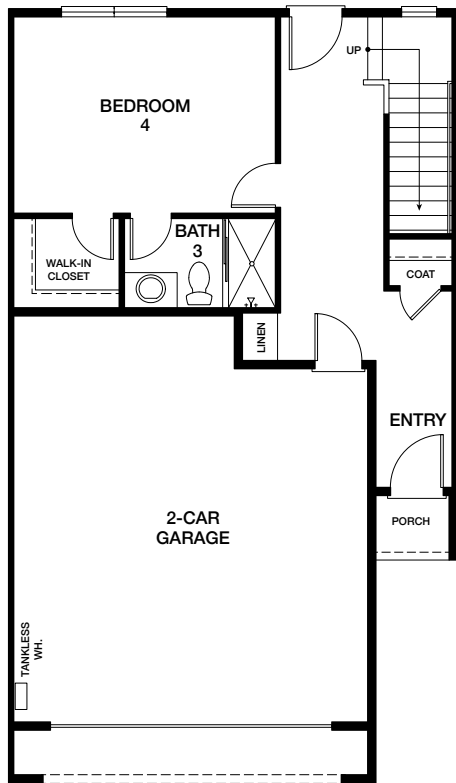 UP
BEDROOM
4
BATH
3
WALK-IN
CLOSET
COAT
LINEN
ENTRY
2-CAR
GARAGE
PORCH
TANKLESS
WH.